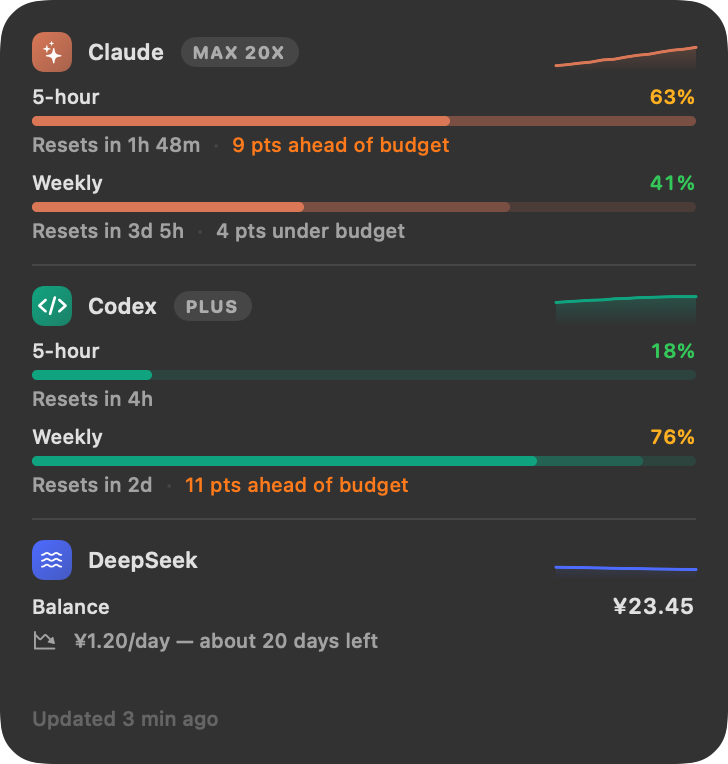 Claude MAX 20X
5-hour 63%
Resets in 1h 48m · 9 pts ahead of budget
Weekly 41%
Resets in 3d 5h · 4 pts under budget
</> Codex PLUS
5-hour 18%
Resets in 4h
Weekly 76%
Resets in 2d · 11 pts ahead of budget
DeepSeek
Balance ¥23.45
¥1.20/day — about 20 days left
Updated 3 min ago